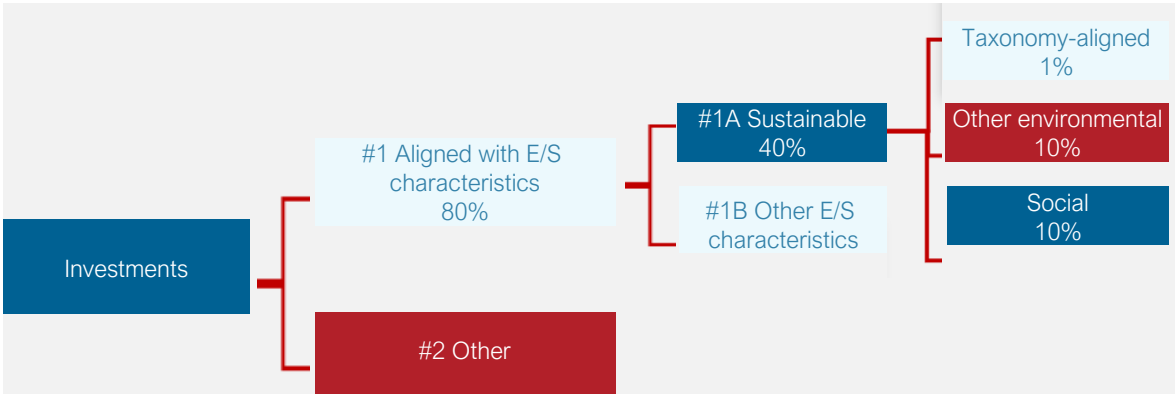 Investments
#1 Aligned with E/S
characteristics
80%
#2 Other
#1A Sustainable
40%
#1B Other E/S
characteristics
Taxonomy-aligned
1%
Other environmental
10%
Social
10%